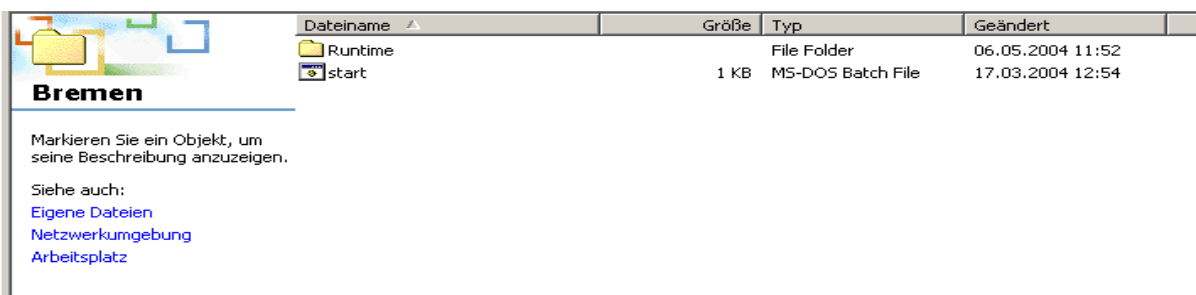 Dateiname Größe Typ Geändert
Runtime File Folder 06.05.2004 11:52
start 1 KB MS-DOS Batch File 17.03.2004 12:54
Bremen
Markieren Sie ein Objekt, um
seine Beschreibung anzuzeigen.
Siehe auch:
Eigene Dateien
Netzwerkumgebung
Arbeitsplatz